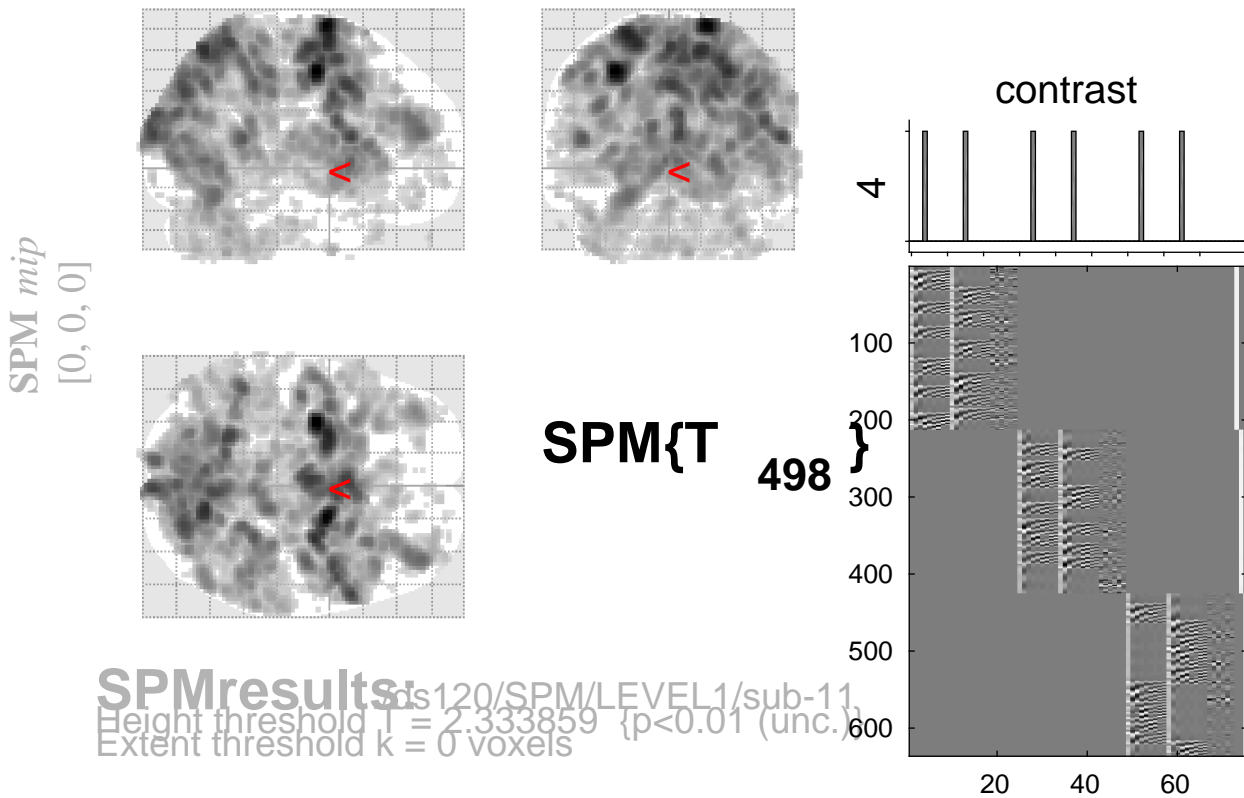 SPM mip
[0, 0, 0]
<
<
<
SPM{T 498 }
SPMresults: /ds120/SPM/LEVEL1/sub-11
Height threshold T = 2.333859 {p<0.01 (unc.)}
Extent threshold k = 0 voxels
contrast
4
100
200
300
400
500
600
20 40 60